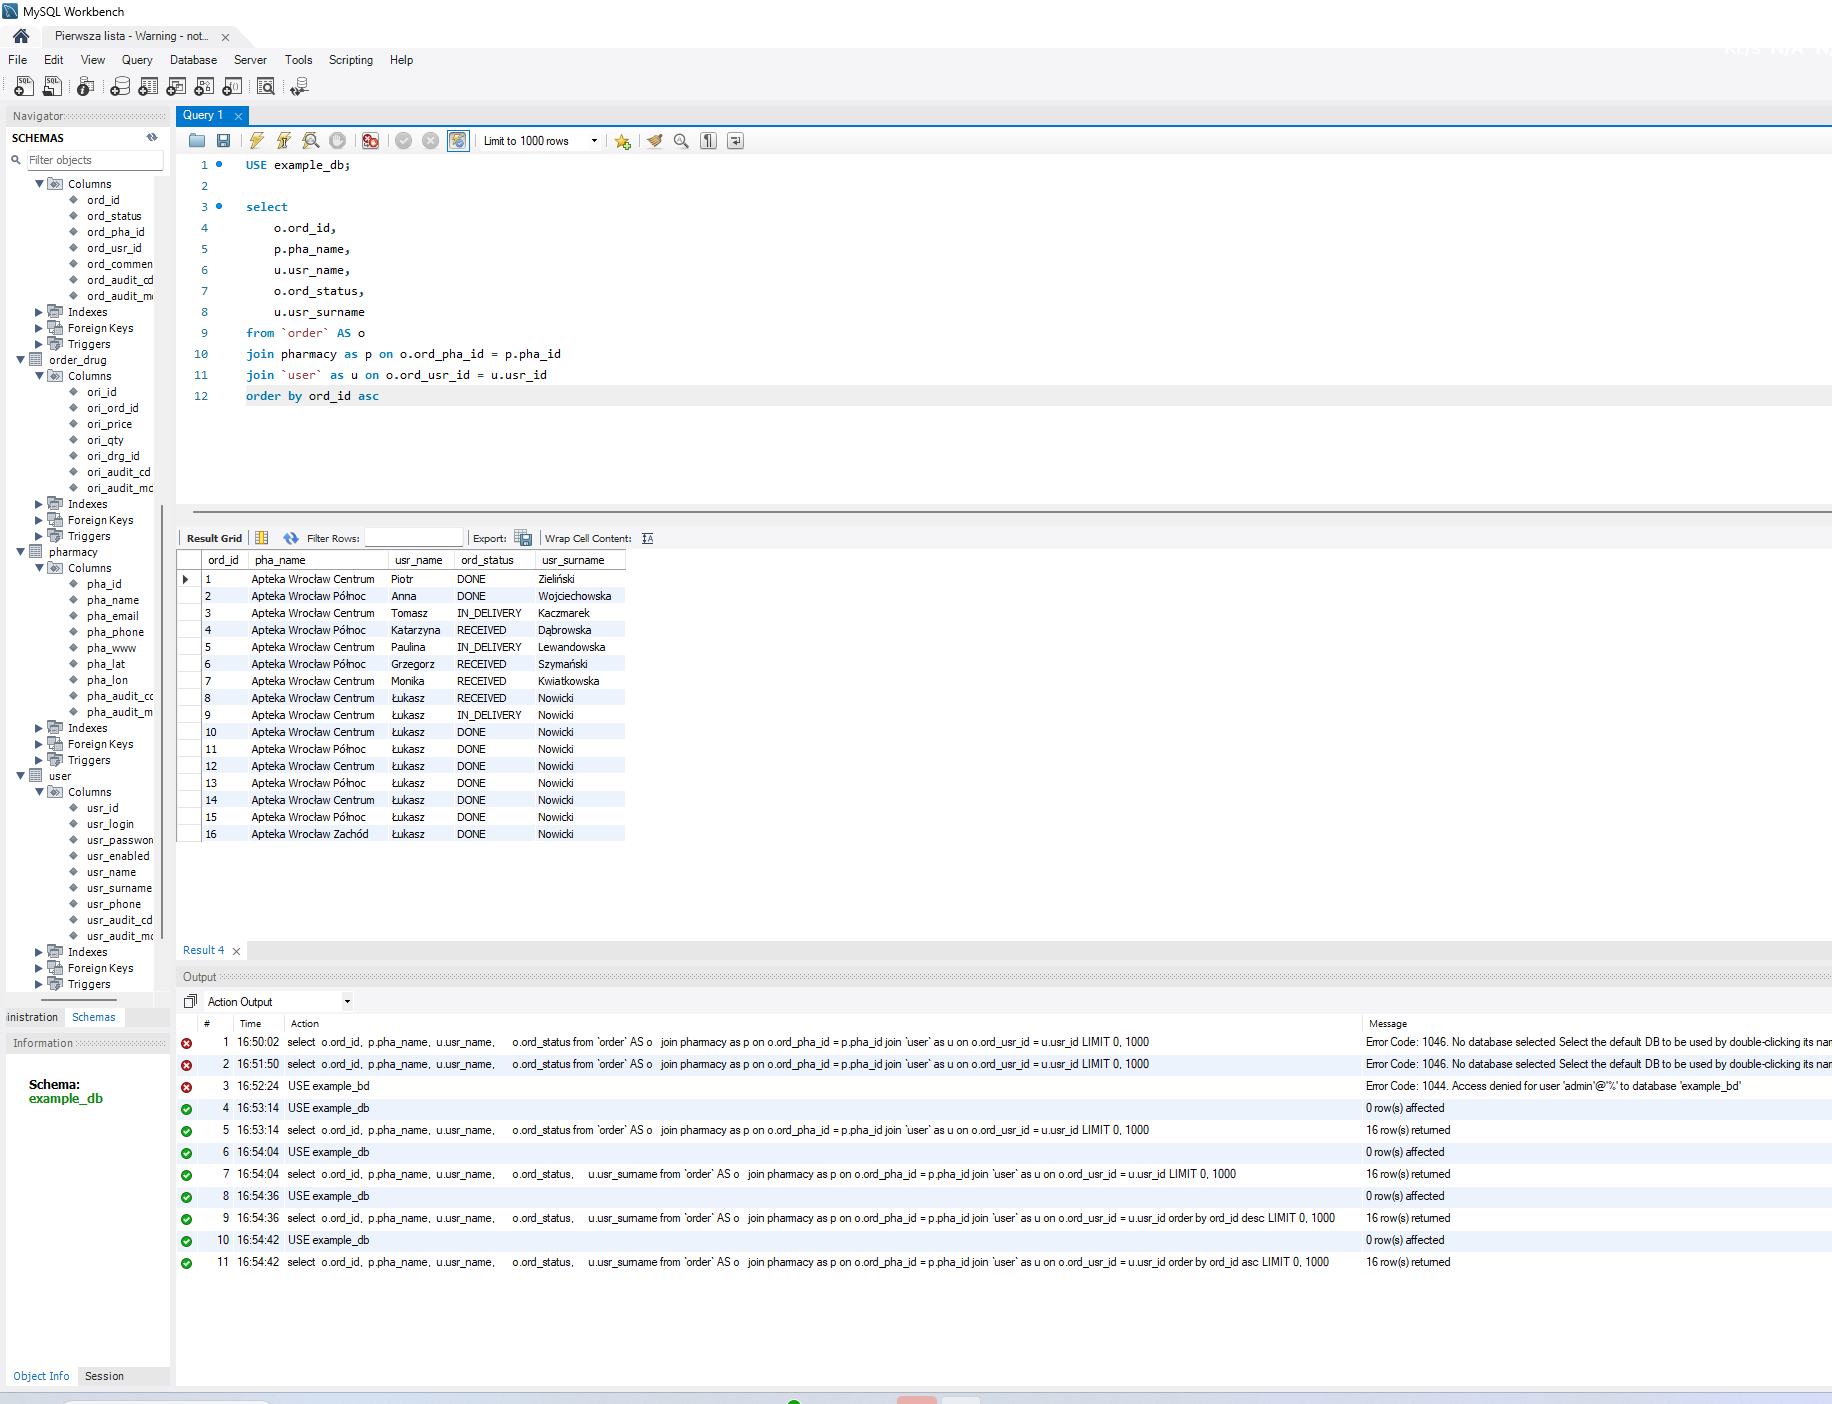 MySQL Workbench
Pierwsza lista - Warning - not...
File Edit View Query Database Server Tools Scripting Help
Navigator
SCHEMAS
Filter objects
Columns
ord_id
ord_status
ord_pha_id
ord_usr_id
ord_commen
ord_audit_cd
ord_audit_m
Indexes
Foreign Keys
Triggers
order_drug
Columns
ori_id
ori_ord_id
ori_price
ori_qty
ori_drg_id
ori_audit_cd
ori_audit_md
Indexes
Foreign Keys
Triggers
pharmacy
Columns
pha_id
pha_name
pha_email
pha_phone
pha_www
pha_lat
pha_lon
pha_audit_cd
pha_audit_m
Indexes
Foreign Keys
Triggers
user
Columns
usr_id
usr_login
usr_passwor
usr_enabled
usr_name
usr_surname
usr_phone
usr_audit_cd
usr_audit_mc
Indexes
Foreign Keys
Triggers
inistration Schemas
Information
Schema:
example_db
Object Info Session
Query 1
Limit to 1000 rows
1 USE example_db;
2
3 select
4 o.ord_id,
5 p.pha_name,
6 u.usr_name,
7 o.ord_status,
8 u.usr_surname
9 from `order` AS o
10 join pharmacy as p on o.ord_pha_id = p.pha_id
11 join `user` as u on o.ord_usr_id = u.usr_id
12 order by ord_id asc
Result Grid Filter Rows: Export: Wrap Cell Content:
ord_id pha_name usr_name ord_status usr_surname
1 Apteka Wrocław Centrum Piotr DONE Zieliński
2 Apteka Wrocław Północ Anna DONE Wojciechowska
3 Apteka Wrocław Centrum Tomasz IN_DELIVERY Kaczmarek
4 Apteka Wrocław Północ Katarzyna RECEIVED Dąbrowska
5 Apteka Wrocław Centrum Paulina IN_DELIVERY Lewandowska
6 Apteka Wrocław Północ Grzegorz RECEIVED Szymański
7 Apteka Wrocław Centrum Monika RECEIVED Kwiatkowska
8 Apteka Wrocław Centrum Łukasz RECEIVED Nowicki
9 Apteka Wrocław Centrum Łukasz IN_DELIVERY Nowicki
10 Apteka Wrocław Centrum Łukasz DONE Nowicki
11 Apteka Wrocław Północ Łukasz DONE Nowicki
12 Apteka Wrocław Centrum Łukasz DONE Nowicki
13 Apteka Wrocław Północ Łukasz DONE Nowicki
14 Apteka Wrocław Centrum Łukasz DONE Nowicki
15 Apteka Wrocław Północ Łukasz DONE Nowicki
16 Apteka Wrocław Zachód Łukasz DONE Nowicki
Result 4
Output
Action Output
# Time Action Message
1 16:50:02 select o.ord_id, p.pha_name, u.usr_name, o.ord_status from `order` AS o join pharmacy as p on o.ord_pha_id = p.pha_id join `user` as u on o.ord_usr_id = u.usr_id LIMIT 0, 1000 Error Code: 1046. No database selected Select the default DB to be used by double-clicking its nam
2 16:51:50 select o.ord_id, p.pha_name, u.usr_name, o.ord_status from `order` AS o join pharmacy as p on o.ord_pha_id = p.pha_id join `user` as u on o.ord_usr_id = u.usr_id LIMIT 0, 1000 Error Code: 1046. No database selected Select the default DB to be used by double-clicking its nam
3 16:52:24 USE example_bd Error Code: 1044. Access denied for user 'admin'@'%' to database 'example_bd'
4 16:53:14 USE example_db 0 row(s) affected
5 16:53:14 select o.ord_id, p.pha_name, u.usr_name, o.ord_status from `order` AS o join pharmacy as p on o.ord_pha_id = p.pha_id join `user` as u on o.ord_usr_id = u.usr_id LIMIT 0, 1000 16 row(s) returned
6 16:54:04 USE example_db 0 row(s) affected
7 16:54:04 select o.ord_id, p.pha_name, u.usr_name, o.ord_status, u.usr_surname from `order` AS o join pharmacy as p on o.ord_pha_id = p.pha_id join `user` as u on o.ord_usr_id = u.usr_id LIMIT 0, 1000 16 row(s) returned
8 16:54:36 USE example_db 0 row(s) affected
9 16:54:36 select o.ord_id, p.pha_name, u.usr_name, o.ord_status, u.usr_surname from `order` AS o join pharmacy as p on o.ord_pha_id = p.pha_id join `user` as u on o.ord_usr_id = u.usr_id order by ord_id desc LIMIT 0, 1000 16 row(s) returned
10 16:54:42 USE example_db 0 row(s) affected
11 16:54:42 select o.ord_id, p.pha_name, u.usr_name, o.ord_status, u.usr_surname from `order` AS o join pharmacy as p on o.ord_pha_id = p.pha_id join `user` as u on o.ord_usr_id = u.usr_id order by ord_id asc LIMIT 0, 1000 16 row(s) returned